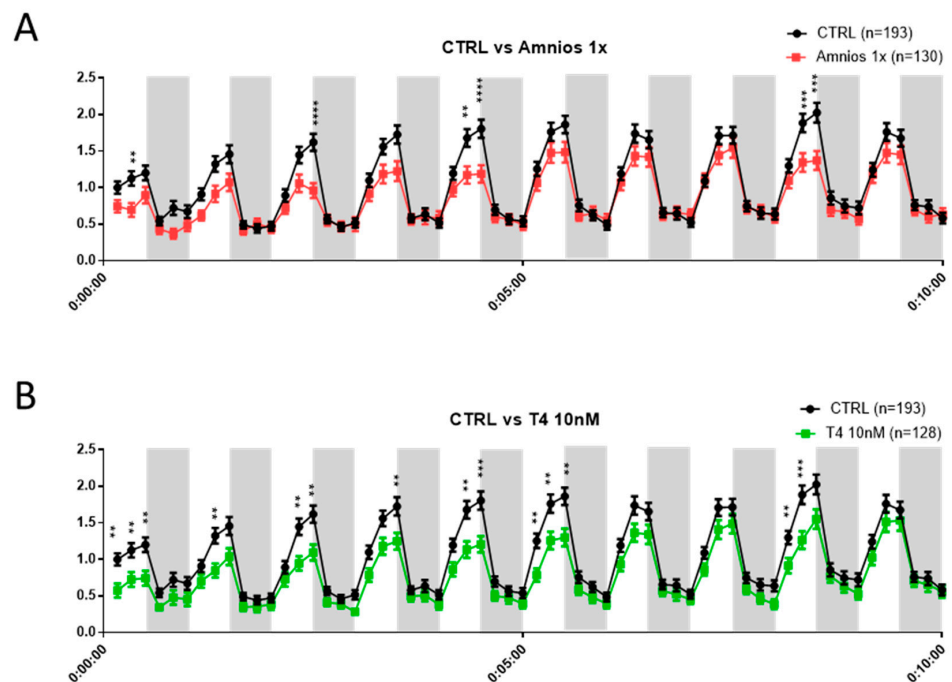 A
CTRL vs Amnios 1x
CTRL (n=193)
Amnios 1x (n=130)
2.5
2.0
1.5
1.0
0.5
0.0
** **** ** **** *** ***
0:00:00
0:05:00
0:10:00
B
CTRL vs T4 10nM
CTRL (n=193)
T4 10nM (n=128)
2.5
2.0
1.5
1.0
0.5
0.0
** ** ** ** ** ** ** ** *** ** ** ** ** ***
0:00:00
0:05:00
0:10:00